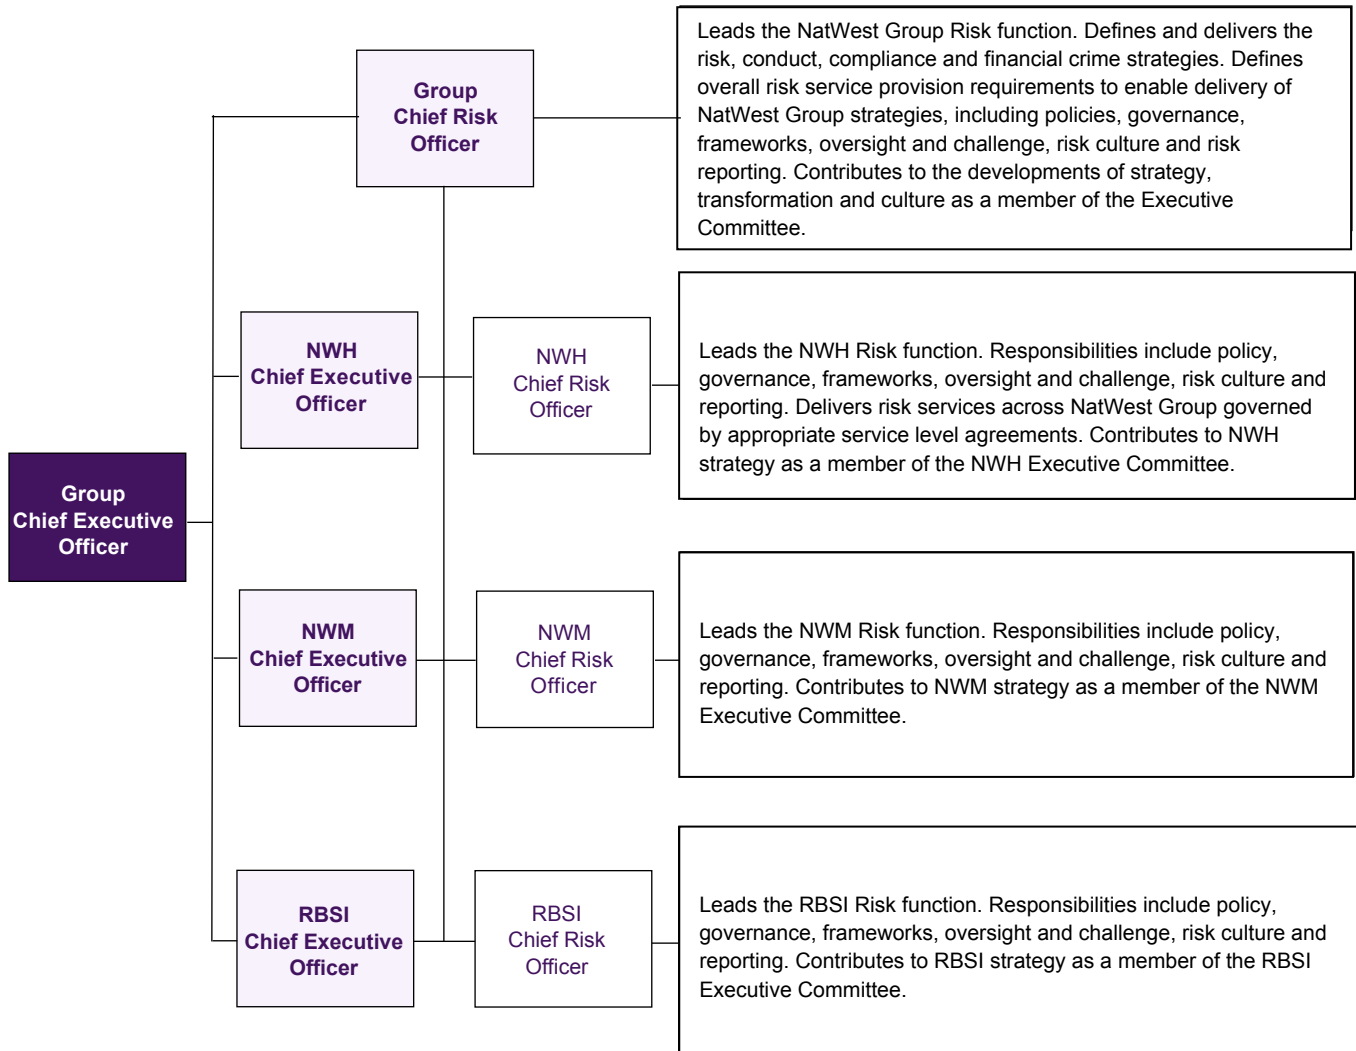 Group
Chief Risk
Officer
Leads the NatWest Group Risk function. Defines and delivers the
risk, conduct, compliance and financial crime strategies. Defines
overall risk service provision requirements to enable delivery of
NatWest Group strategies, including policies, governance,
frameworks, oversight and challenge, risk culture and risk
reporting. Contributes to the developments of strategy,
transformation and culture as a member of the Executive
Committee.
NWH
Chief Executive
Officer
NWH
Chief Risk
Officer
Leads the NWH Risk function. Responsibilities include policy,
governance, frameworks, oversight and challenge, risk culture and
reporting. Delivers risk services across NatWest Group governed
by appropriate service level agreements. Contributes to NWH
strategy as a member of the NWH Executive Committee.
Group
Chief Executive
Officer
NWM
Chief Executive
Officer
NWM
Chief Risk
Officer
Leads the NWM Risk function. Responsibilities include policy,
governance, frameworks, oversight and challenge, risk culture and
reporting. Contributes to NWM strategy as a member of the NWM
Executive Committee.
RBSI
Chief Executive
Officer
RBSI
Chief Risk
Officer
Leads the RBSI Risk function. Responsibilities include policy,
governance, frameworks, oversight and challenge, risk culture and
reporting. Contributes to RBSI strategy as a member of the RBSI
Executive Committee.